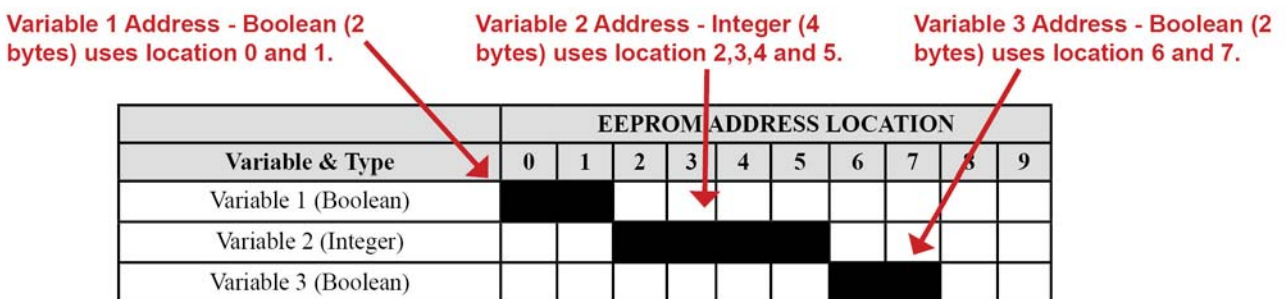 Variable 1 Address - Boolean (2
bytes) uses location 0 and 1.
Variable 2 Address - Integer (4
bytes) uses location 2,3,4 and 5.
Variable 3 Address - Boolean (2
bytes) uses location 6 and 7.
EEPROM ADDRESS LOCATION
Variable & Type 0 1 2 3 4 5 6 7 8 9
Variable 1 (Boolean)
Variable 2 (Integer)
Variable 3 (Boolean)